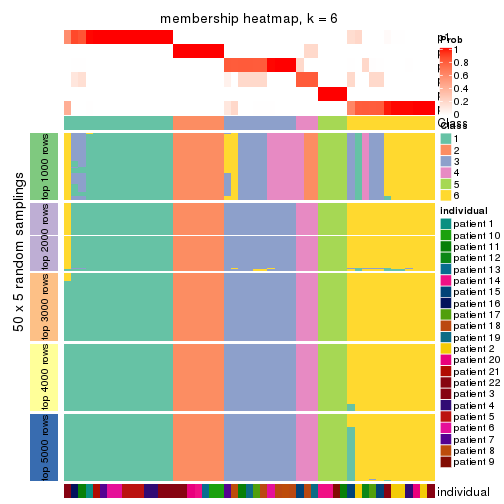 membership heatmap, k = 6
Prob
1
0.8
0.6
0.4
0.2
0
Class
Class
1
2
3
4
5
6
50 x 5 random samplings
top 1000 rows
top 2000 rows
top 3000 rows
top 4000 rows
top 5000 rows
individual
patient 1
patient 10
patient 11
patient 12
patient 13
patient 14
patient 15
patient 16
patient 17
patient 18
patient 19
patient 2
patient 20
patient 21
patient 22
patient 3
patient 4
patient 5
patient 6
patient 7
patient 8
patient 9
individual